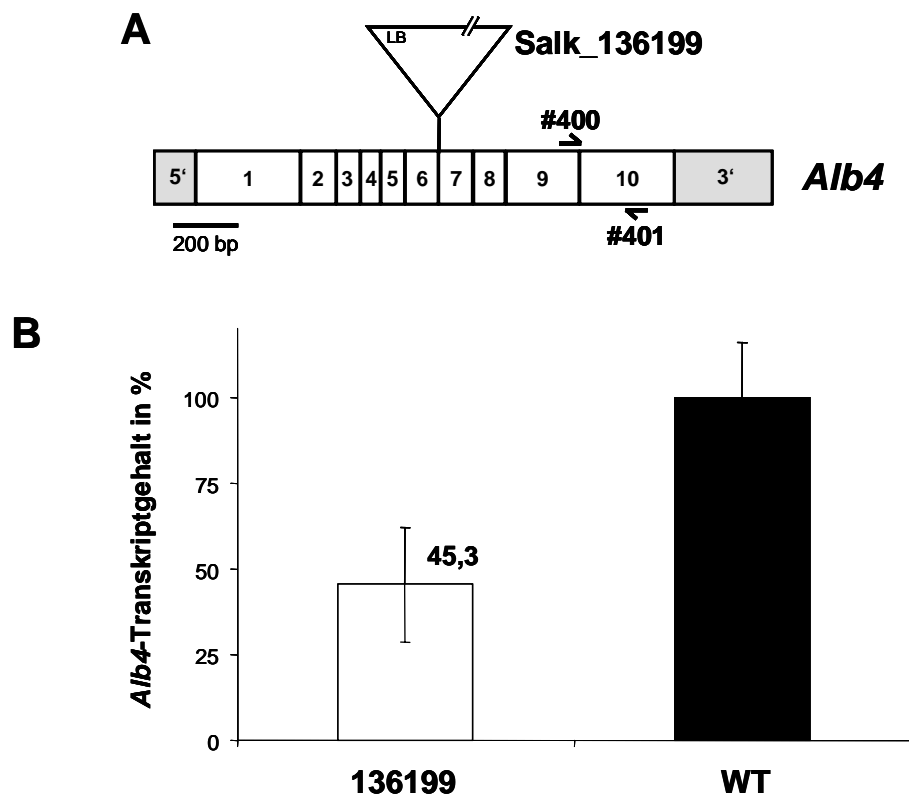 A
LB
Salk_136199
#400
5‘ 1 2 3 4 5 6 7 8 9 10 3‘
Alb4
#401
200 bp
B
Alb4-Transkriptgehalt in %
100
75
50
25
0
45,3
136199
WT